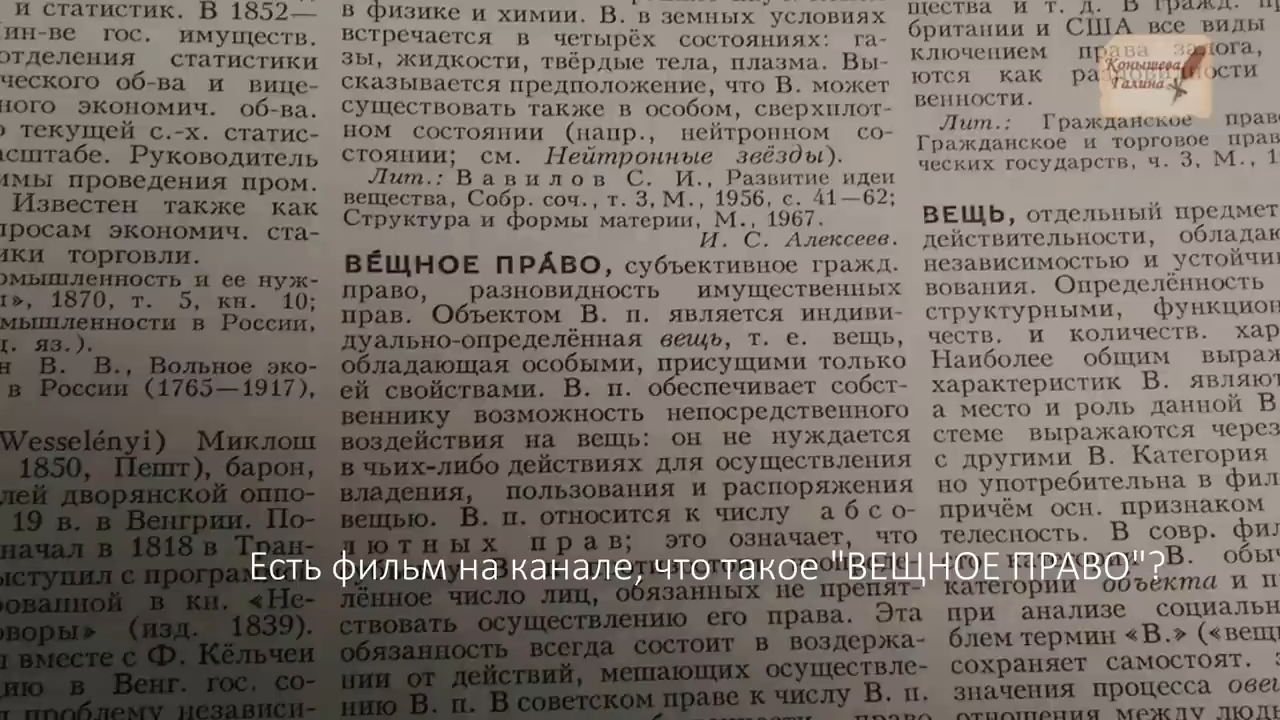 и статистик. В 1852—
ин-ве гос. имуществ.
отделения статистики
ческого об-ва и вице-
ного экономич. об-ва.
текущей с.-х. статис-
асштабе. Руководитель
имы проведения пром.
Известен также как
просам экономич. ста-
ики торговли.
омышленность и ее нуж-
», 1870, т. 5, кн. 10;
мышленности в России,
ц. яз.).
н В. В., Вольное эко-
в России (1765—1917),
Wesselényi) Миклош
1850, Пешт), барон,
лей дворянской оппо-
19 в. в Венгрии. По-
начал в 1818 в Тран-
ыступил с програм
рованной в кн. «Не-
оворы» (изд. 1839).
вместе с Ф. Кёльчеи
цию в Венг. гос. со-
проблему независи-
в физике и химии. В. в земных условиях
встречается в четырёх состояниях: га-
зы, жидкости, твёрдые тела, плазма. Вы-
сказывается предположение, что В. может
существовать также в особом, сверхплот-
ном состоянии (напр., нейтронном со-
стоянии; см. Нейтронные звёзды).
Лит.: Вавилов С. И., Развитие идеи
вещества, Собр. соч., т. 3, М., 1956, с. 41—62;
Структура и формы материи, М., 1967.
И. С. Алексеев.
ВЕ́ЩНОЕ ПРА́ВО, субъективное гражд.
право, разновидность имущественных
прав. Объектом В. п. является индиви-
дуально-определённая вещь, т. е. вещь,
обладающая особыми, присущими только
ей свойствами. В. п. обеспечивает собст-
веннику возможность непосредственного
воздействия на вещь: он не нуждается
в чьих-либо действиях для осуществления
владения, пользования и распоряжения
вещью. В. п. относится к числу абсо-
лютных прав; это означает, что
лённое число лиц, обязанных не препят-
ствовать осуществлению его права. Эта
обязанность всегда состоит в воздержа-
нии от действий, мешающих осуществле-
нию В. п. В советском праве к числу В. п.
щества и т. д. В гражд.
британии и США все виды
ключением права залога,
ются как разновидности
венности.
Лит.: Гражданское прав
Гражданское и торговое прав
ческих государств, ч. 3, М., 1
ВЕЩЬ, отдельный предмет
действительности, обладаю
независимостью и устойчи
вования. Определённость
структурными, функцион
честв. и количеств. хар
Наиболее общим выраж
характеристик В. являют
а место и роль данной В
стеме выражаются через
с другими В. Категория
но употребительна в фил
причём осн. признаком
телесность. В совр. фил
В. обы
категории объекта и п
при анализе социальн
блем термин «В.» («вещ
сохраняет самостоят.
значения процесса овещ
отношения между людь
Копышева
Галина
Есть фильм на канале, что такое "ВЕЩНОЕ ПРАВО"?